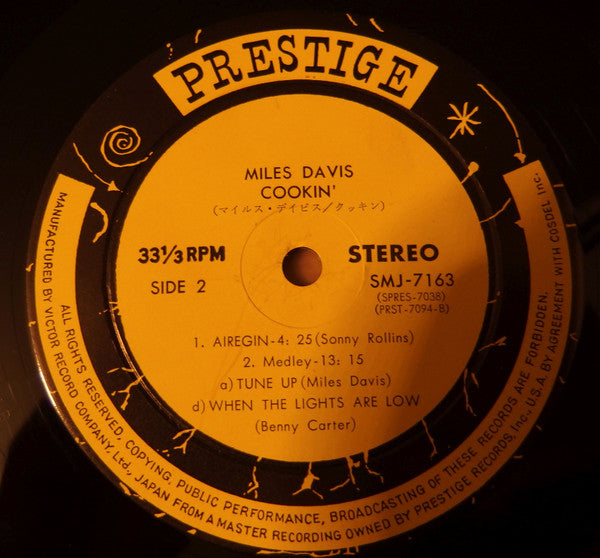 PRESTIGE
MILES DAVIS
COOKIN'
(マイルス・デイビス/クッキン)
33 1/3 RPM
STEREO
SIDE 2
SMJ-7163
(SPRES-7038)
(PRST-7094-B)
1. AIREGIN-4: 25 (Sonny Rollins)
2. Medley-13: 15
a) TUNE UP (Miles Davis)
d) WHEN THE LIGHTS ARE LOW
(Benny Carter)
ALL RIGHTS RESERVED, COPYING, PUBLIC PERFORMANCE, BROADCASTING OF THESE RECORDS ARE FORBIDDEN.
MANUFACTURED BY VICTOR RECORD COMPANY, Ltd., JAPAN FROM A MASTER RECORDING OWNED BY PRESTIGE RECORDS, Inc., U.S.A. BY AGREEMENT WITH COSDEL Inc.